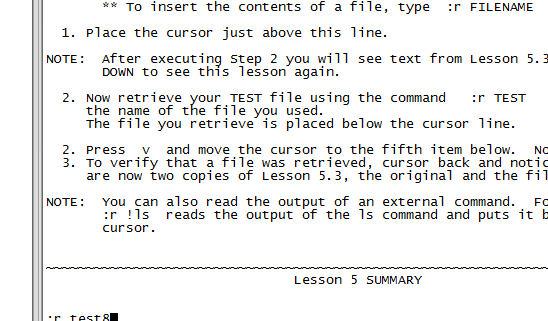 ** To insert the contents of a file, type :r FILENAME
1. Place the cursor just above this line.
NOTE: After executing Step 2 you will see text from Lesson 5.3
DOWN to see this lesson again.
2. Now retrieve your TEST file using the command :r TEST
the name of the file you used.
The file you retrieve is placed below the cursor line.
2. Press v and move the cursor to the fifth item below. No
3. To verify that a file was retrieved, cursor back and notic
are now two copies of Lesson 5.3, the original and the fil
NOTE: You can also read the output of an external command. Fo
:r !ls reads the output of the ls command and puts it b
cursor.
Lesson 5 SUMMARY
:r test8